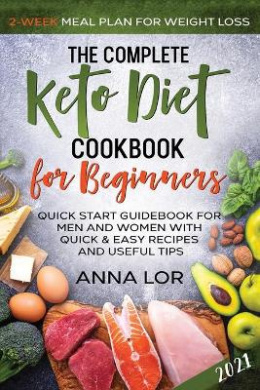 2-WEEK MEAL PLAN FOR WEIGHT LOSS
THE COMPLETE
Keto Diet
COOKBOOK
for Beginners
QUICK START GUIDEBOOK FOR
MEN AND WOMEN WITH
QUICK & EASY RECIPES
AND USEFUL TIPS
ANNA LOR
2021